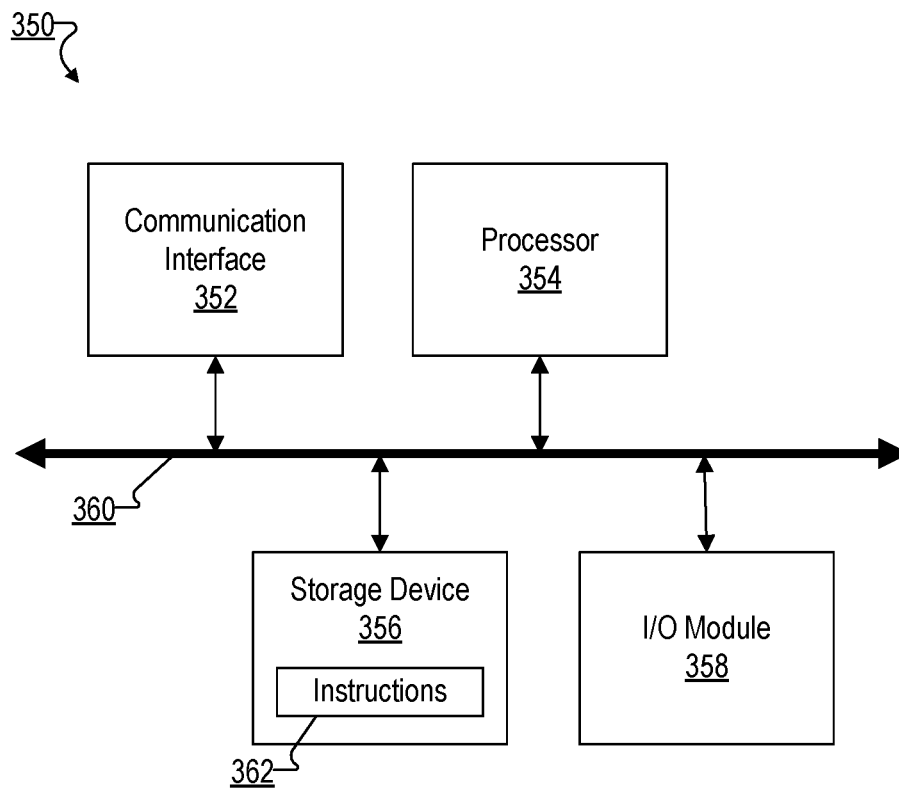 350
Communication
Interface
352
Processor
354
360
Storage Device
356
Instructions
362
I/O Module
358